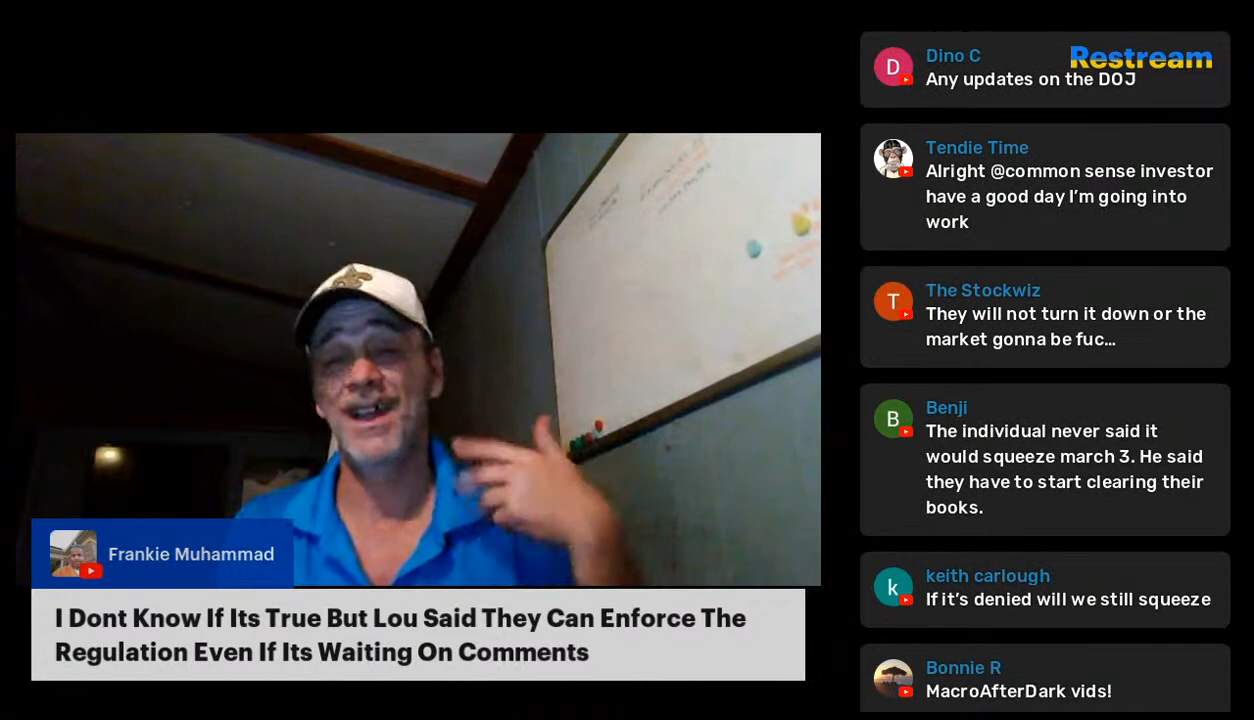 Restream
Dino C
Any updates on the DOJ
Tendie Time
Alright @common sense investor
have a good day I’m going into
work
The Stockwiz
They will not turn it down or the
market gonna be fuc...
Benji
The individual never said it
would squeeze march 3. He said
they have to start clearing their
books.
keith carlough
If it’s denied will we still squeeze
Bonnie R
MacroAfterDark vids!
Frankie Muhammad
I Dont Know If Its True But Lou Said They Can Enforce The
Regulation Even If Its Waiting On Comments
D
T
B
k